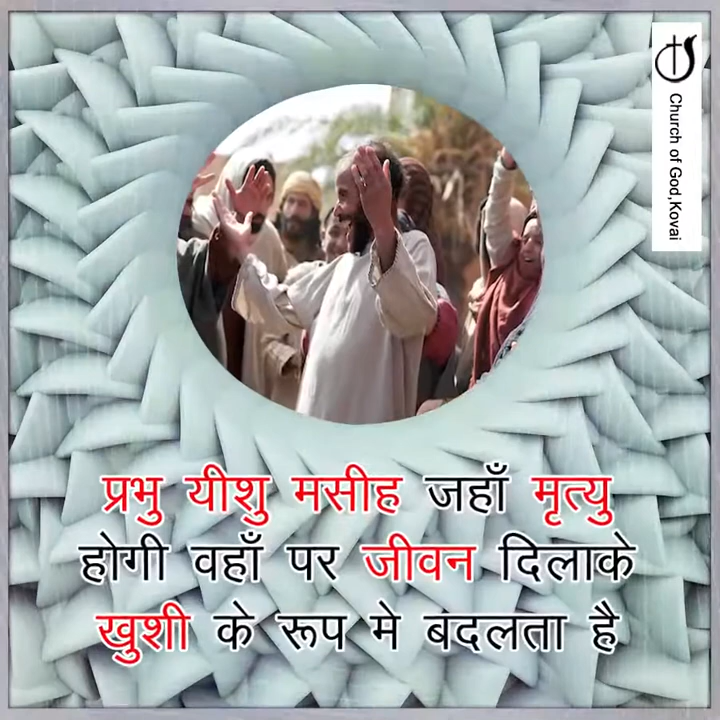 Church of God,Kovai
प्रभु यीशु मसीह जहाँ मृत्यु
होगी वहाँ पर जीवन दिलाके
खुशी के रूप मे बदलता है